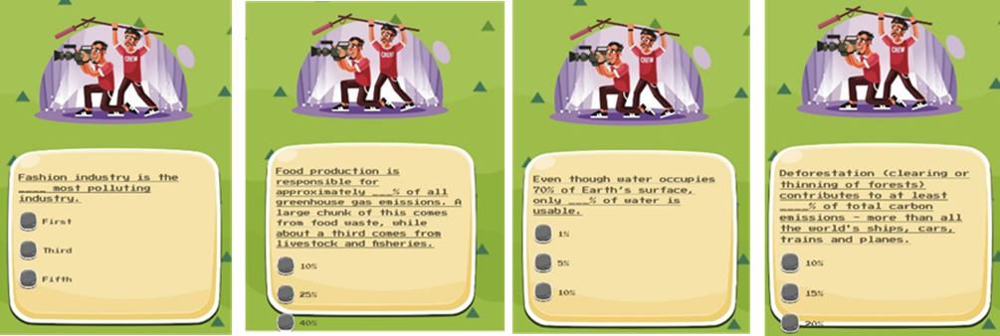 CREW
Fashion industry is the
____ most polluting
industry.
First
Third
Fifth
CREW
Food production is
responsible for
approximately ___% of all
greenhouse gas emissions. A
large chunk of this comes
from food waste, while
about a third comes from
livestock and fisheries.
10%
25%
40%
CREW
Even though water occupies
70% of Earth's surface,
only ___% of water is
usable.
1%
5%
10%
CREW
Deforestation (clearing or
thinning of forests)
contributes to at least
____% of total carbon
emissions - more than all
the world's ships, cars,
trains and planes.
10%
15%
20%